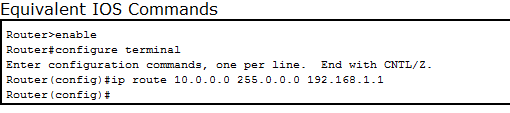 Equivalent IOS Commands
Router>enable
Router#configure terminal
Enter configuration commands, one per line.  End with CNTL/Z.
Router(config)#ip route 10.0.0.0 255.0.0.0 192.168.1.1
Router(config)#